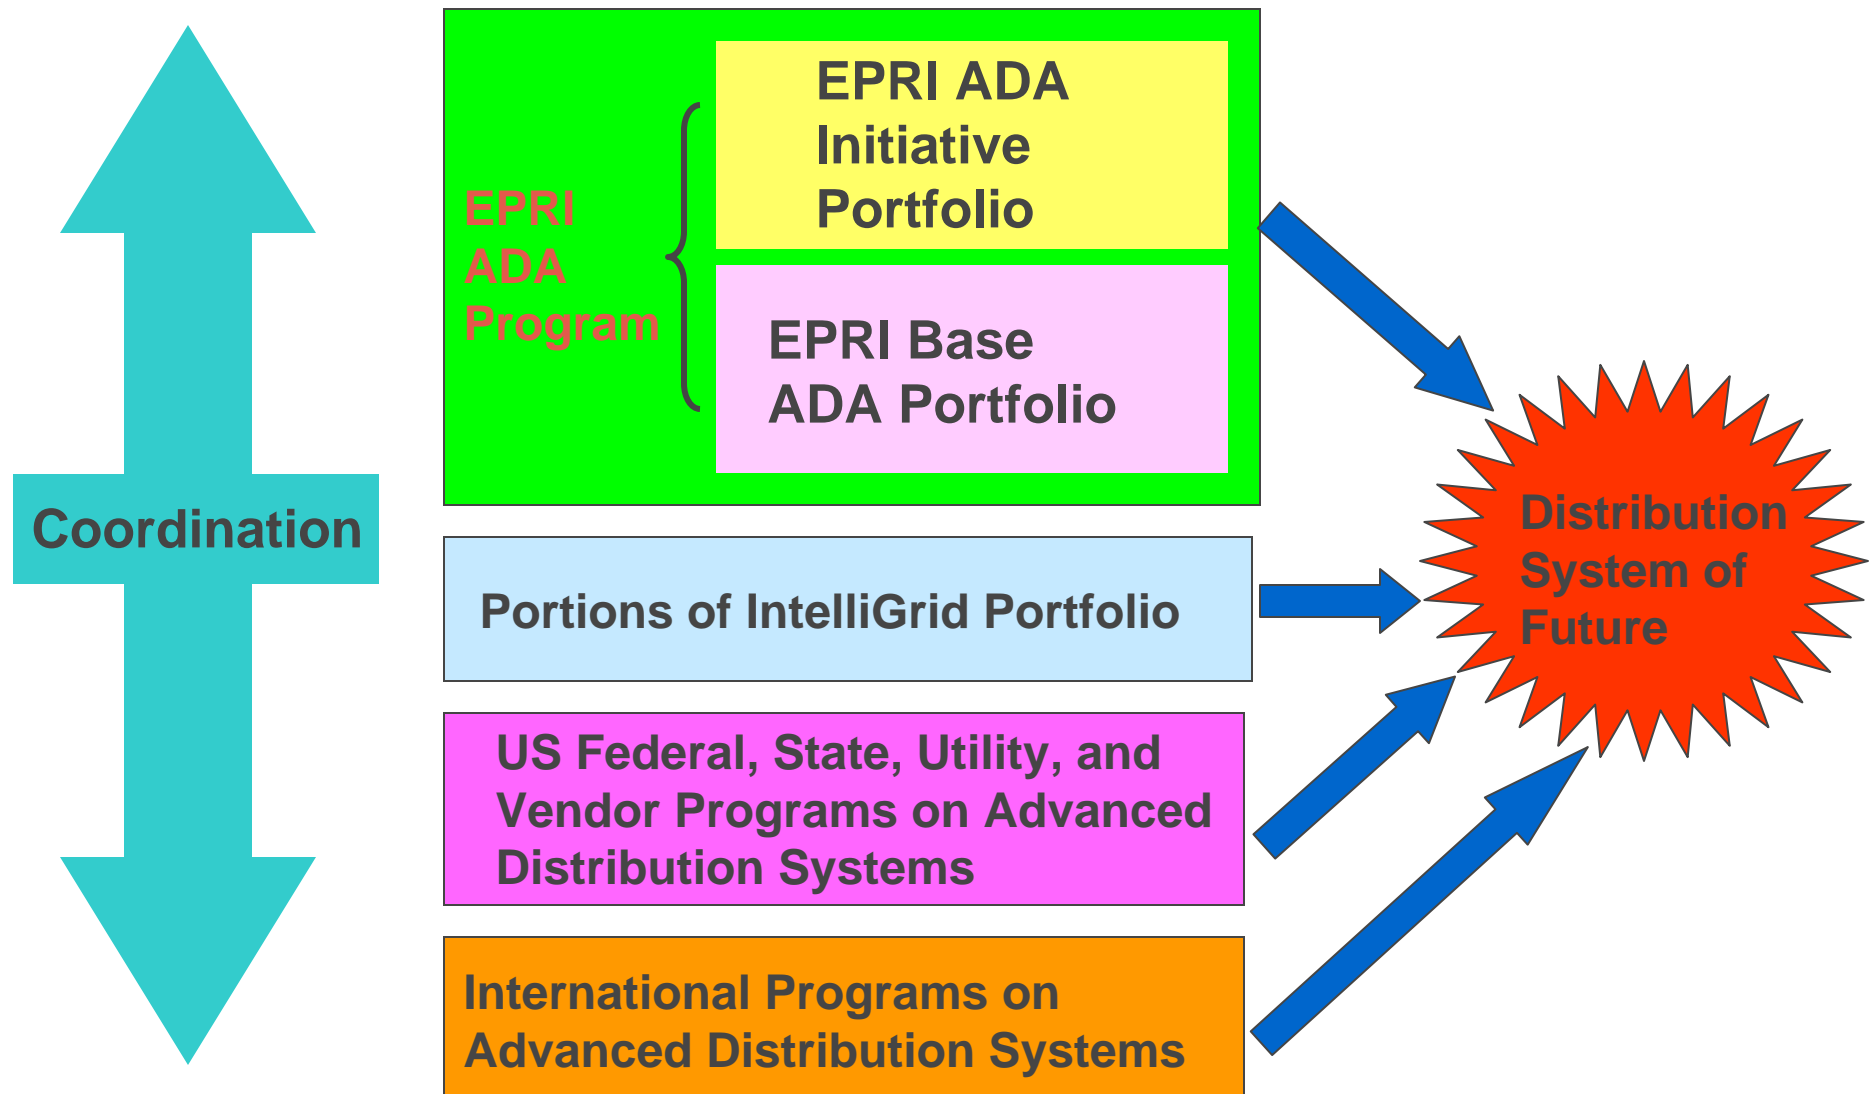 Coordination
EPRI
ADA
Program
EPRI ADA
Initiative
Portfolio
EPRI Base
ADA Portfolio
Portions of IntelliGrid Portfolio
US Federal, State, Utility, and
Vendor Programs on Advanced
Distribution Systems
International Programs on
Advanced Distribution Systems
Distribution
System of
Future